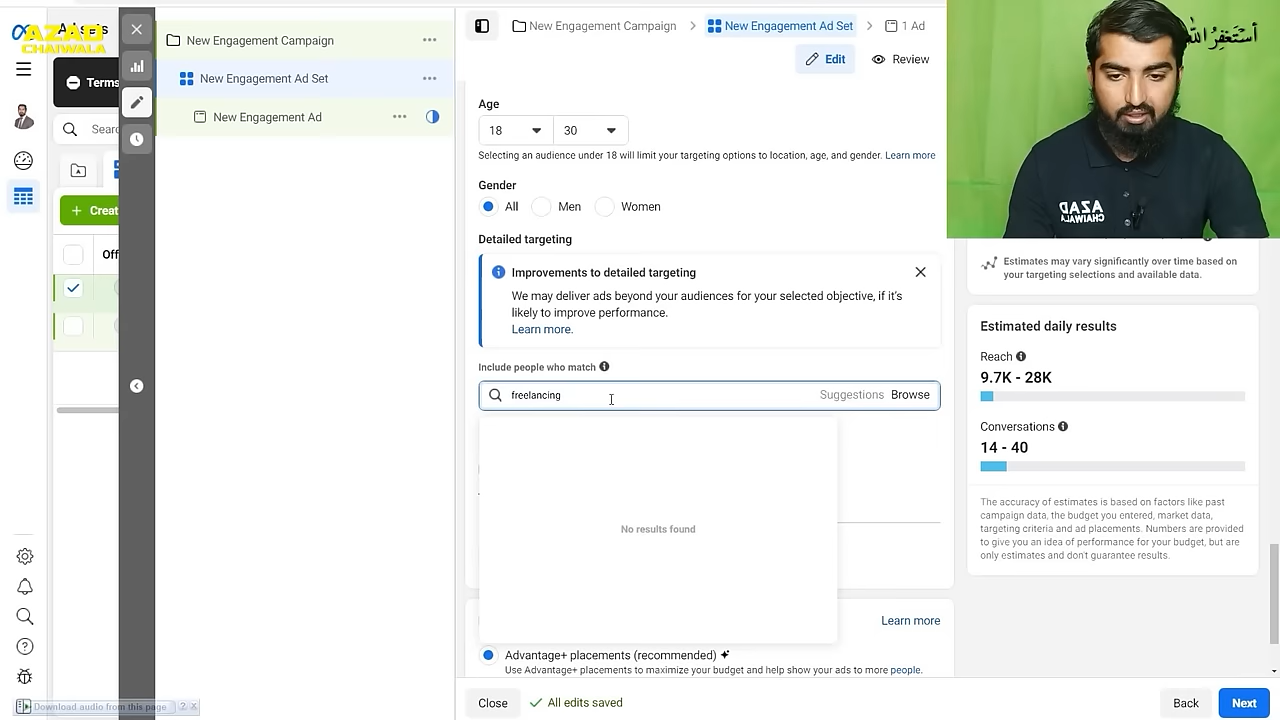 Ad sets
AZAD
CHAIWALA
Terms
Searc
Create
Off
New Engagement Campaign
New Engagement Ad Set
New Engagement Ad
New Engagement Campaign
New Engagement Ad Set
1 Ad
Edit
Review
Age
18
30
Selecting an audience under 18 will limit your targeting options to location, age, and gender. Learn more
Gender
All
Men
Women
Detailed targeting
Improvements to detailed targeting
We may deliver ads beyond your audiences for your selected objective, if it's
likely to improve performance.
Learn more.
Include people who match
freelancing
Suggestions
Browse
No results found
Learn more
Advantage+ placements (recommended)
Use Advantage+ placements to maximize your budget and help show your ads to more people.
Close
All edits saved
Back
Next
أستغفر الله
AZAD
CHAIWALA
Estimates may vary significantly over time based on
your targeting selections and available data.
Estimated daily results
Reach
9.7K - 28K
Conversations
14 - 40
The accuracy of estimates is based on factors like past
campaign data, the budget you entered, market data,
targeting criteria and ad placements. Numbers are provided
to give you an idea of performance for your budget, but are
only estimates and don't guarantee results.
Download audio from this page